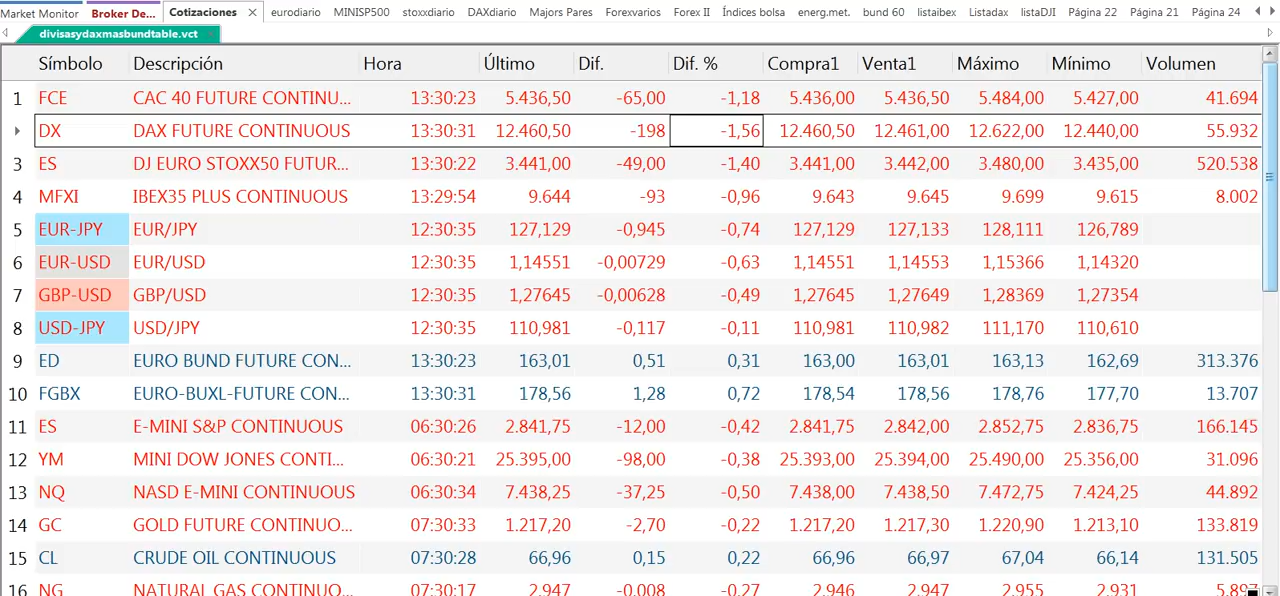 Market Monitor Broker De... Cotizaciones eurodiario MINISP500 stoxxdiario DAXdiario Majors Pares Forexvarios Forex II Índices bolsa energ.met. bund 60 listaibex Listadax listaDJI Página 22 Página 21 Página 24
divisasydaxmasbundtable.vct
Símbolo Descripción Hora Último Dif. Dif. % Compra1 Venta1 Máximo Mínimo Volumen
1 FCE CAC 40 FUTURE CONTINU... 13:30:23 5.436,50 -65,00 -1,18 5.436,00 5.436,50 5.484,00 5.427,00 41.694
DX DAX FUTURE CONTINUOUS 13:30:31 12.460,50 -198 -1,56 12.460,50 12.461,00 12.622,00 12.440,00 55.932
3 ES DJ EURO STOXX50 FUTUR... 13:30:22 3.441,00 -49,00 -1,40 3.441,00 3.442,00 3.480,00 3.435,00 520.538
4 MFXI IBEX35 PLUS CONTINUOUS 13:29:54 9.644 -93 -0,96 9.643 9.645 9.699 9.615 8.002
5 EUR-JPY EUR/JPY 12:30:35 127,129 -0,945 -0,74 127,129 127,133 128,111 126,789
6 EUR-USD EUR/USD 12:30:35 1,14551 -0,00729 -0,63 1,14551 1,14553 1,15366 1,14320
7 GBP-USD GBP/USD 12:30:35 1,27645 -0,00628 -0,49 1,27645 1,27649 1,28369 1,27354
8 USD-JPY USD/JPY 12:30:35 110,981 -0,117 -0,11 110,981 110,982 111,170 110,610
9 ED EURO BUND FUTURE CON... 13:30:23 163,01 0,51 0,31 163,00 163,01 163,13 162,69 313.376
10 FGBX EURO-BUXL-FUTURE CON... 13:30:31 178,56 1,28 0,72 178,54 178,56 178,76 177,70 13.707
11 ES E-MINI S&P CONTINUOUS 06:30:26 2.841,75 -12,00 -0,42 2.841,75 2.842,00 2.852,75 2.836,75 166.145
12 YM MINI DOW JONES CONTI... 06:30:21 25.395,00 -98,00 -0,38 25.393,00 25.394,00 25.490,00 25.356,00 31.096
13 NQ NASD E-MINI CONTINUOUS 06:30:34 7.438,25 -37,25 -0,50 7.438,00 7.438,50 7.472,75 7.424,25 44.892
14 GC GOLD FUTURE CONTINUO... 07:30:33 1.217,20 -2,70 -0,22 1.217,20 1.217,30 1.220,90 1.213,10 133.819
15 CL CRUDE OIL CONTINUOUS 07:30:28 66,96 0,15 0,22 66,96 66,97 67,04 66,14 131.505
16 NG NATURAL GAS CONTINUOUS 07:30:17 2,947 -0,008 -0,27 2,946 2,947 2,955 2,931